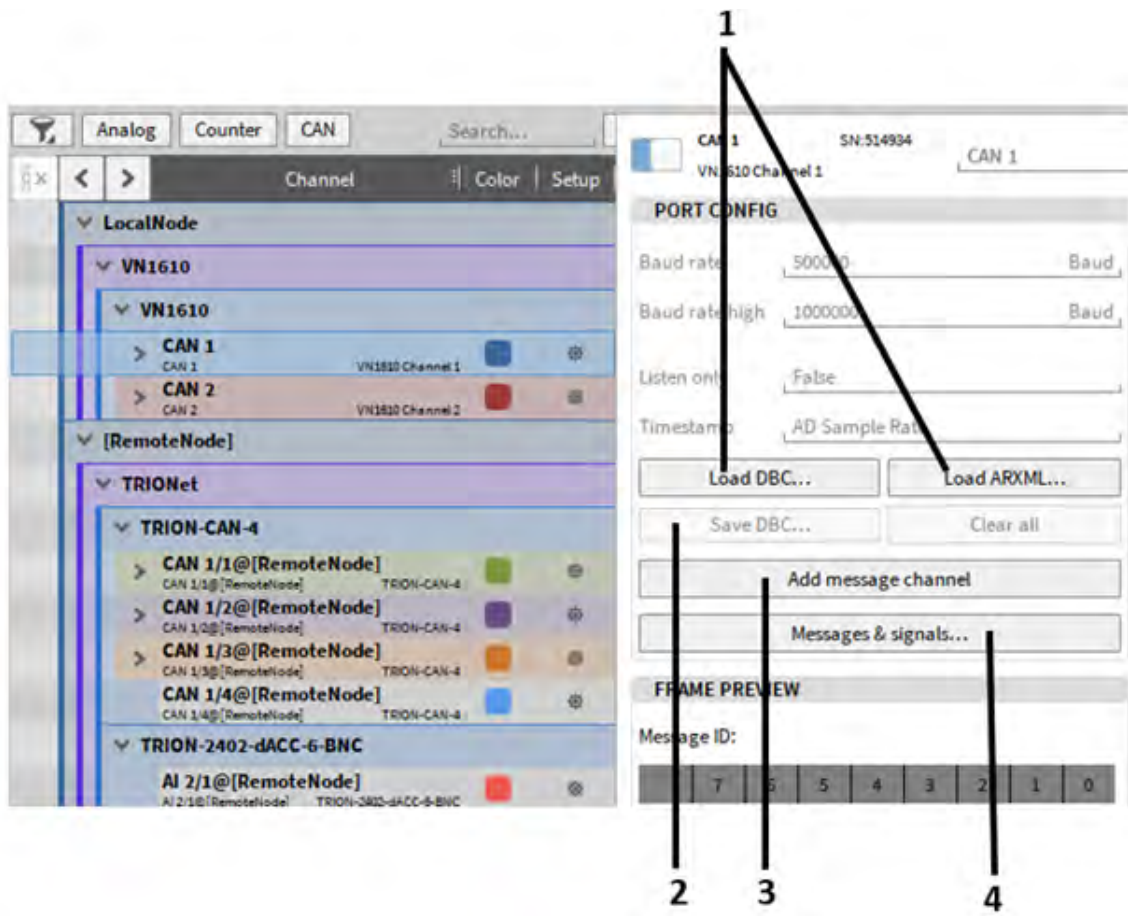 1
Analog Counter CAN Search...
Channel Color Setup
LocalNode
VN1610
VN1610
CAN 1
CAN 1 VN1610 Channel 1
CAN 2
CAN 2 VN1610 Channel 2
[RemoteNode]
TRIONet
TRION-CAN-4
CAN 1/1@[RemoteNode]
CAN 1/1@[RemoteNode] TRION-CAN-4
CAN 1/2@[RemoteNode]
CAN 1/2@[RemoteNode] TRION-CAN-4
CAN 1/3@[RemoteNode]
CAN 1/3@[RemoteNode] TRION-CAN-4
CAN 1/4@[RemoteNode]
CAN 1/4@[RemoteNode] TRION-CAN-4
TRION-2402-dACC-6-BNC
AI 2/1@[RemoteNode]
AI 2/1@[RemoteNode] TRION-2402-dACC-6-BNC
CAN 1 SN:514934
VN1610 Channel 1
CAN 1
PORT CONFIG
Baud rate 500000 Baud
Baud rate high 1000000 Baud
Listen only False
Timestamp AD Sample Rate
Load DBC... Load ARXML...
Save DBC... Clear all
Add message channel
Messages & signals...
FRAME PREVIEW
Message ID:
7 6 5 4 3 2 1 0
2 3 4